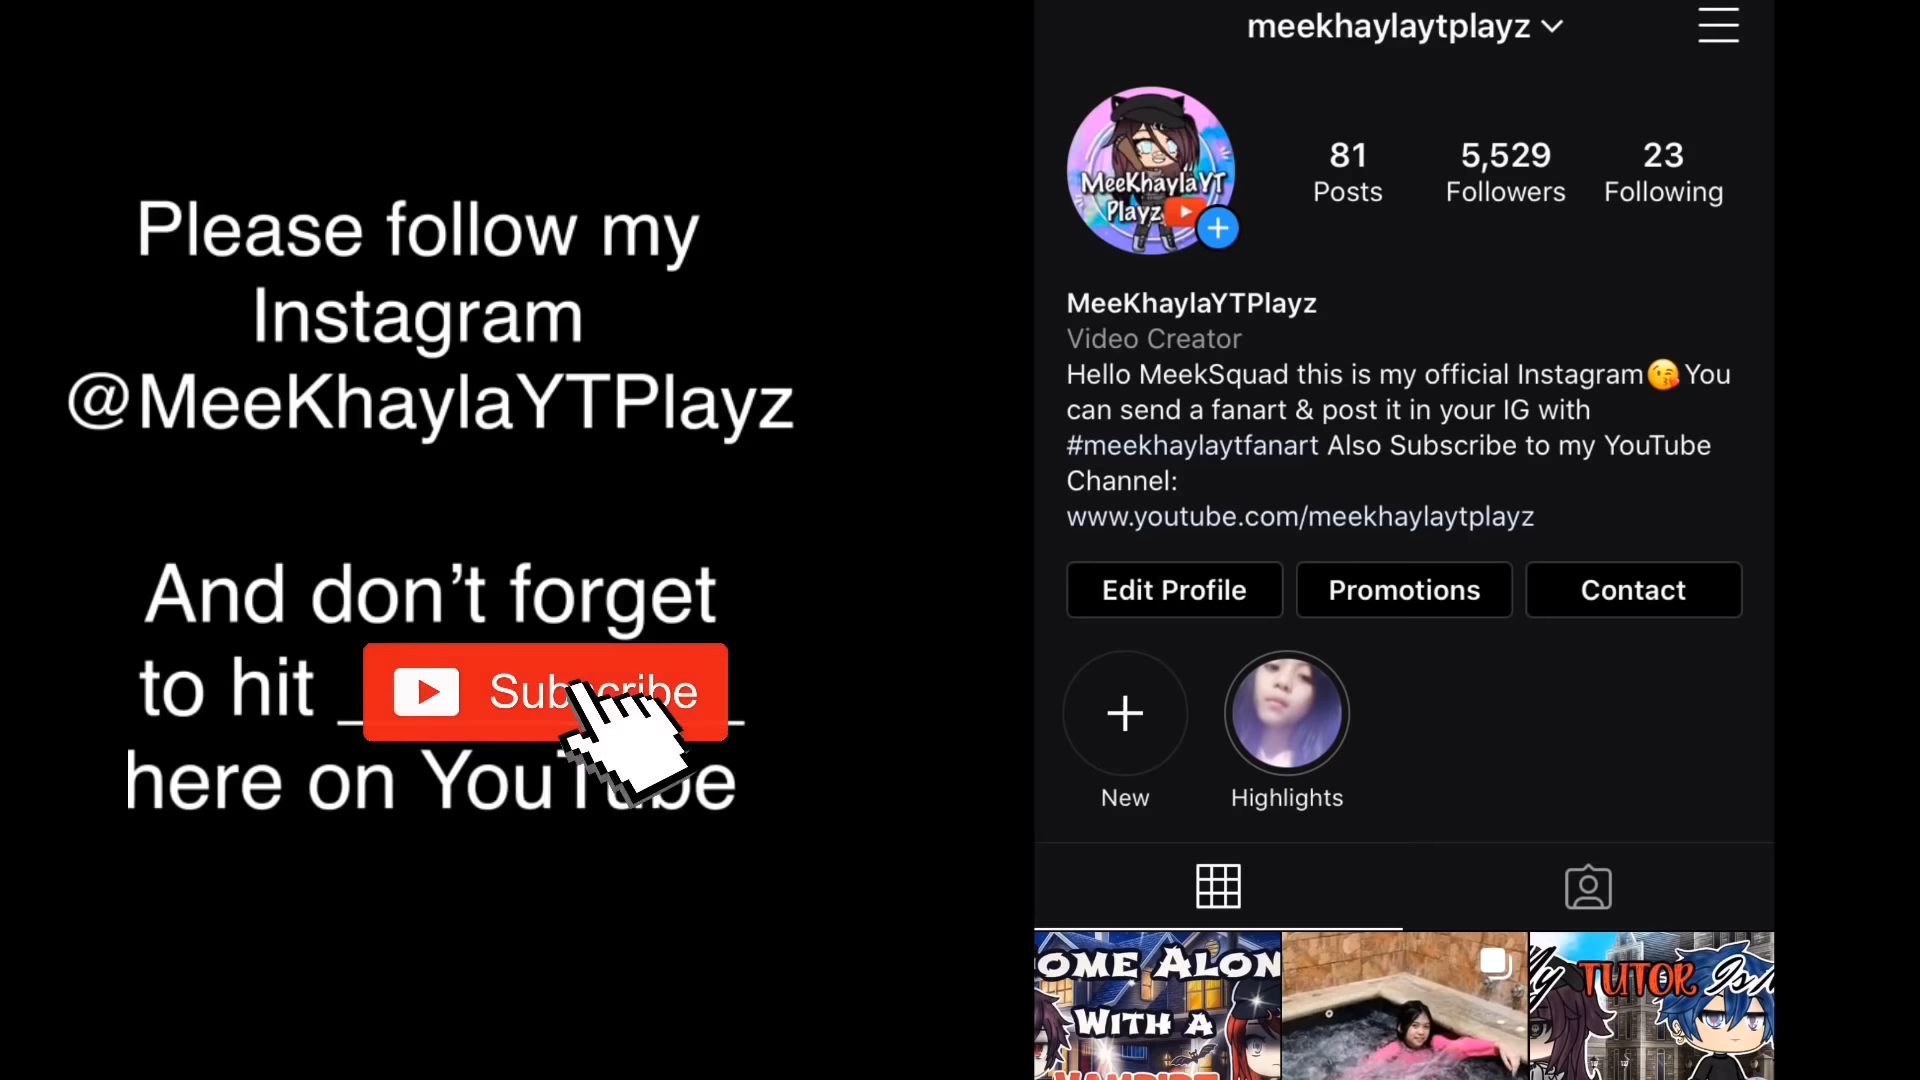 Please follow my
Instagram
@MeeKhaylaYTPlayz
And don't forget
to hit
Subscribe
here on YouTube
meekhaylaytplayz
MeeKhaylaYT
Playz
81
Posts
5,529
Followers
23
Following
MeeKhaylaYTPlayz
Video Creator
Hello MeekSquad this is my official Instagram😘You
can send a fanart & post it in your IG with
#meekhaylaytfanart Also Subscribe to my YouTube
Channel:
www.youtube.com/meekhaylaytplayz
Edit Profile
Promotions
Contact
New
Highlights
OME ALON
WITH A
My TUTOR Is